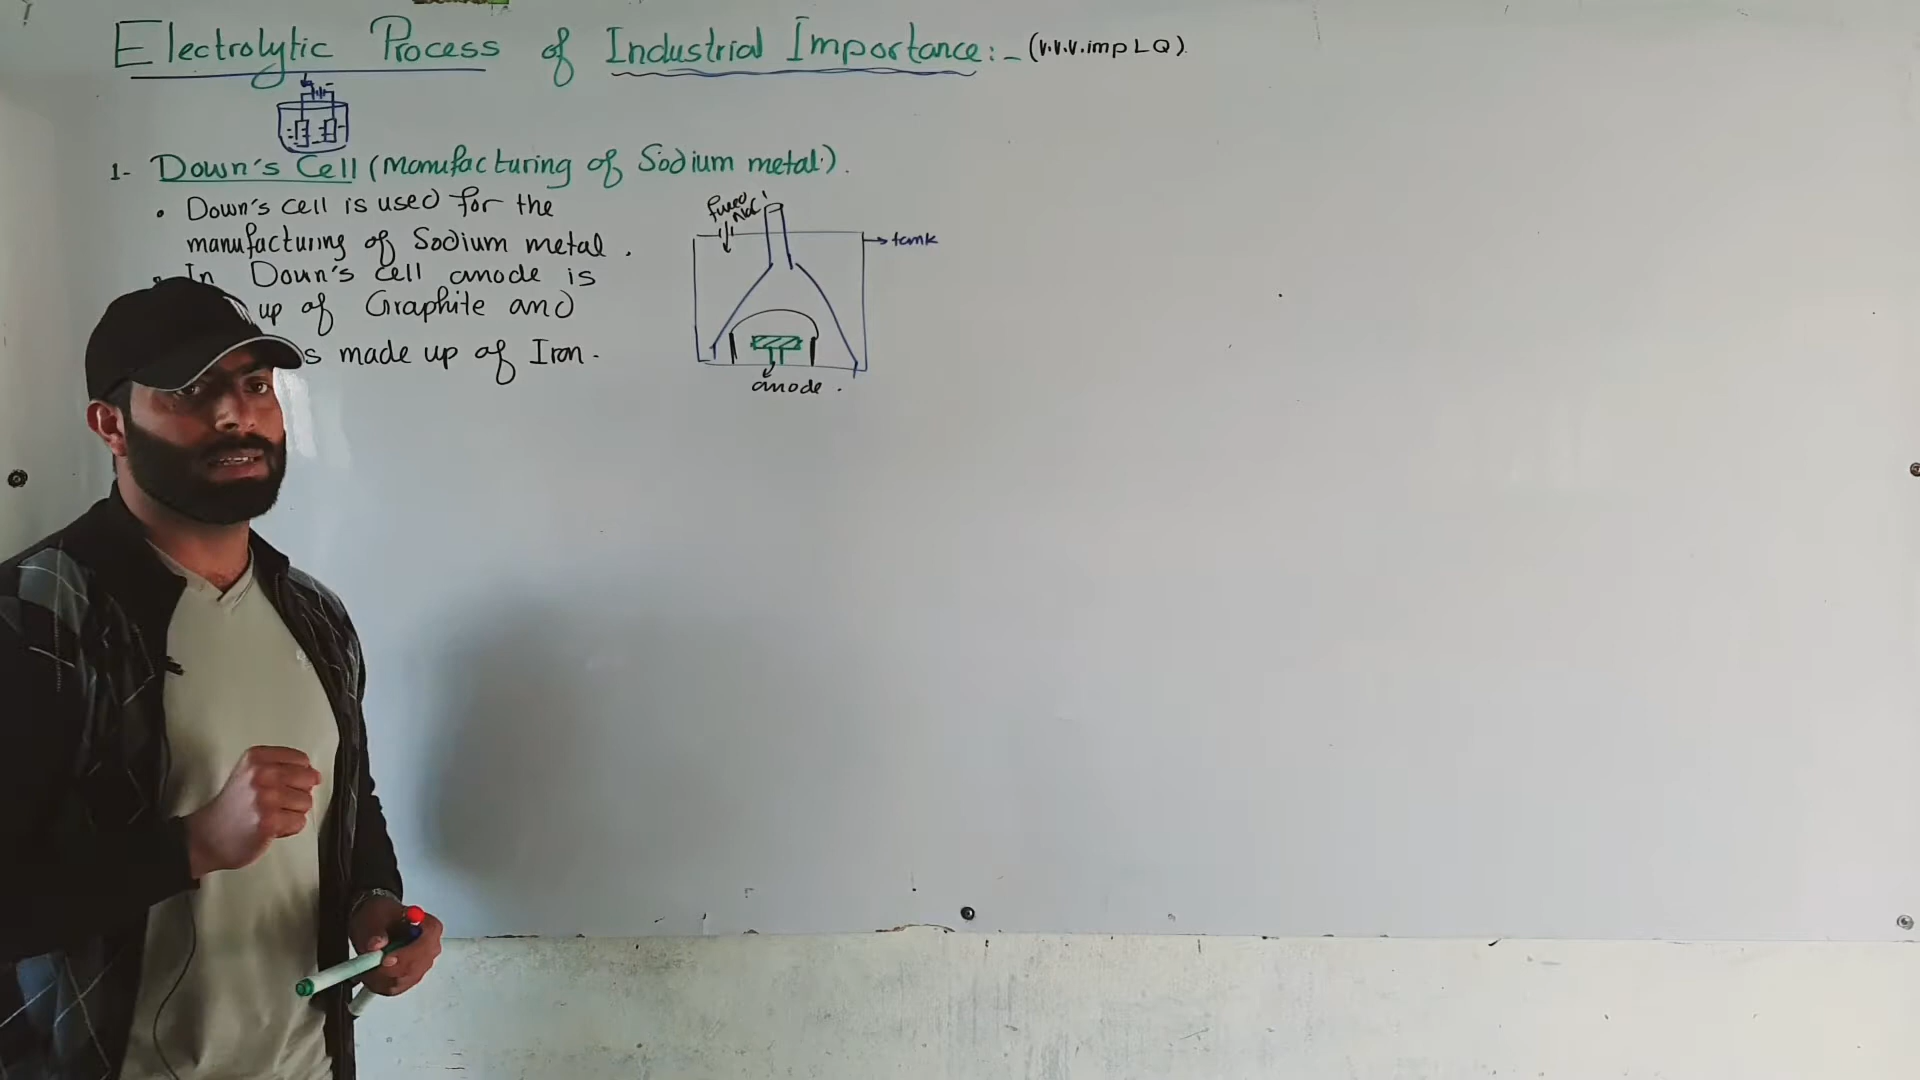 Electrolytic Process of Industrial Importance:- (v.v.v.imp LQ)
1- Down's Cell (Manufacturing of Sodium metal).
• Down's cell is used for the
manufacturing of Sodium metal.
• In Down's cell anode is
up of Graphite and
s made up of Iron.
fused
NaCl
tank
anode.